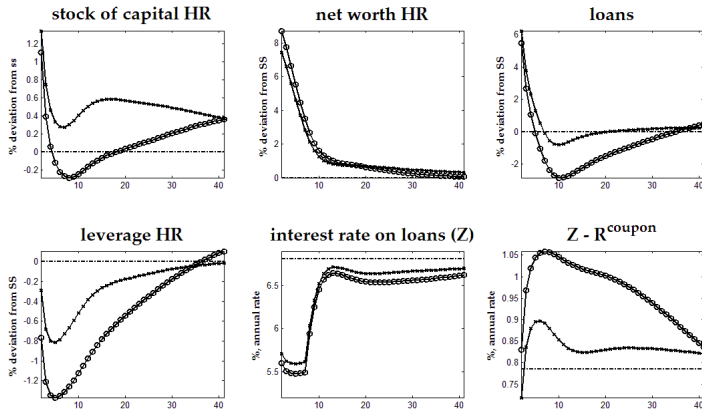 stock of capital HR
net worth HR
loans
% deviation from ss
1.2
1
0.8
0.6
0.4
0.2
0
-0.2
10 20 30 40
% deviation from SS
8
6
4
2
0
10 20 30 40
% deviation from SS
6
4
2
0
-2
10 20 30 40
leverage HR
interest rate on loans (Z)
Z - R^coupon
% deviation from SS
0
-0.2
-0.4
-0.6
-0.8
-1
-1.2
10 20 30 40
%, annual rate
6.5
6
5.5
10 20 30 40
%, annual rate
1.05
1
0.95
0.9
0.85
0.8
0.75
10 20 30 40